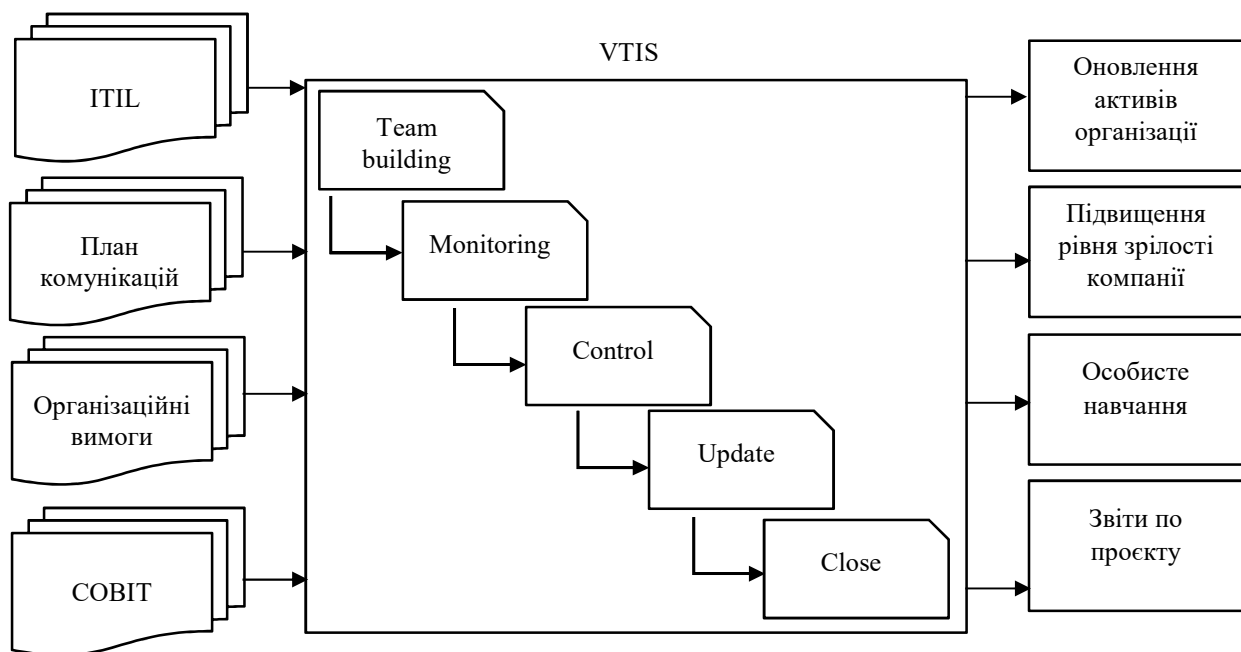 ITIL
План
комунікацій
Організаційні
вимоги
COBIT
VTIS
Team
building
Monitoring
Control
Update
Close
Оновлення
активів
організації
Підвищення
рівня зрілості
компанії
Особисте
навчання
Звіти по
проєкту